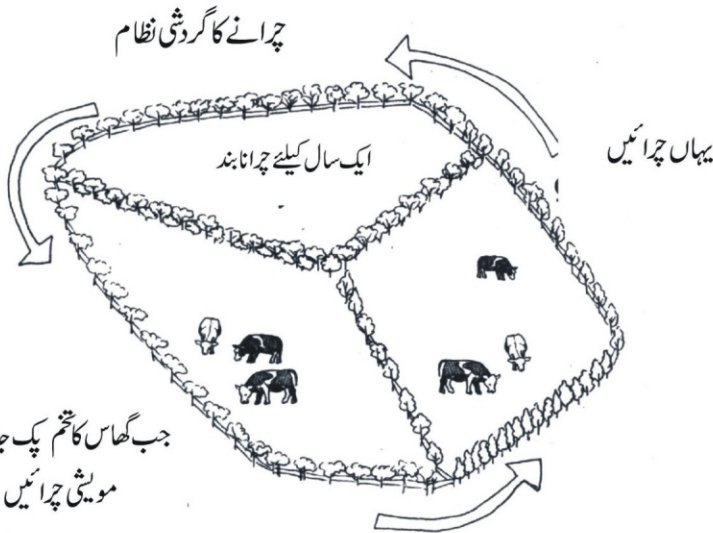 چرانے کا گردشی نظام
یہاں چرائیں
ایک سال کیلئے چرانا بند
جب گھاس کا تخم پک
مویشی چرائیں